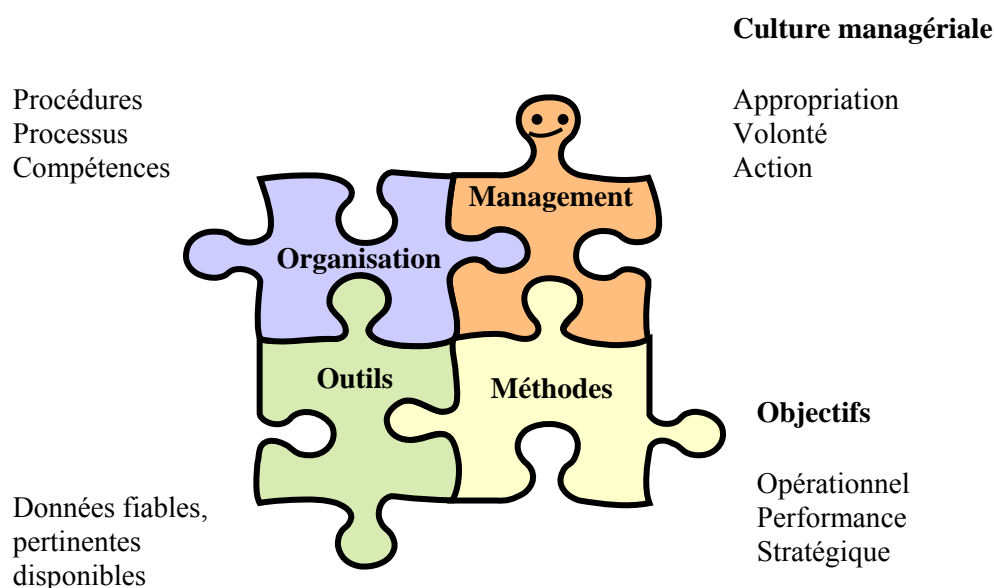 Culture managériale
Procédures
Processus
Compétences
Appropriation
Volonté
Action
Management
Organisation
Outils
Méthodes
Objectifs
Opérationnel
Performance
Stratégique
Données fiables,
pertinentes
disponibles